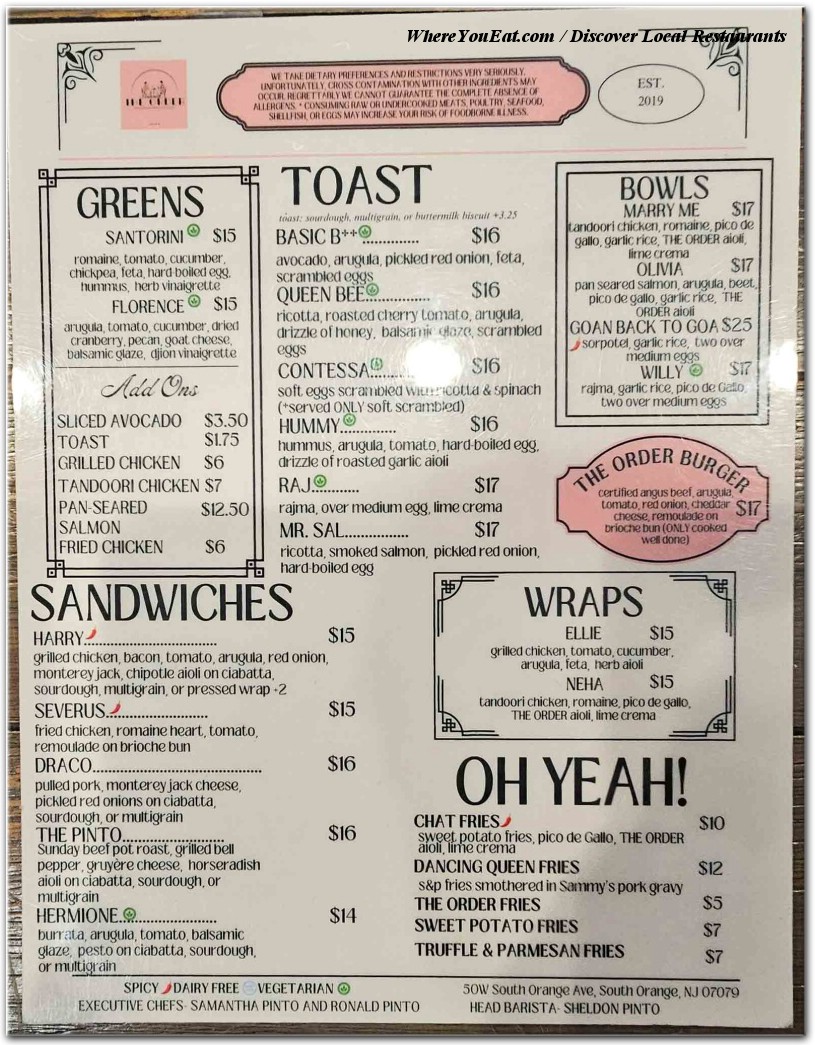 WhereYouEat.com / Discover Local Restaurants
THE ORDER
WE TAKE DIETARY PREFERENCES AND RESTRICTIONS VERY SERIOUSLY.
UNFORTUNATELY, CROSS CONTAMINATION WITH OTHER INGREDIENTS MAY
OCCUR. REGRETTABLY WE CANNOT GUARANTEE THE COMPLETE ABSENCE OF
ALLERGENS. * CONSUMING RAW OR UNDERCOOKED MEATS, POULTRY, SEAFOOD,
SHELLFISH, OR EGGS MAY INCREASE YOUR RISK OF FOODBORNE ILLNESS.
EST.
2019
GREENS
SANTORINI $15
romaine, tomato, cucumber,
chickpea, feta, hard-boiled egg,
hummus, herb vinaigrette
FLORENCE $15
arugula, tomato, cucumber, dried
cranberry, pecan, goat cheese,
balsamic glaze, djion vinaigrette
Add Ons
SLICED AVOCADO $3.50
TOAST $1.75
GRILLED CHICKEN $6
TANDOORI CHICKEN $7
PAN-SEARED $12.50
SALMON
FRIED CHICKEN $6
TOAST
toast: sourdough, multigrain, or buttermilk biscuit +3.25
BASIC B++.............. $16
avocado, arugula, pickled red onion, feta,
scrambled eggs
QUEEN BEE............... $16
ricotta, roasted cherry tomato, arugula,
drizzle of honey, balsamic glaze, scrambled
eggs
CONTESSA........... $16
soft eggs scrambled with ricotta & spinach
(*served ONLY soft scrambled)
HUMMY............. $16
hummus, arugula, tomato, hard-boiled egg,
drizzle of roasted garlic aioli
RAJ........... $17
rajma, over medium egg, lime crema
MR. SAL................ $17
ricotta, smoked salmon, pickled red onion,
hard-boiled egg
BOWLS
MARRY ME $17
tandoori chicken, romaine, pico de
gallo, garlic rice, THE ORDER aioli,
lime crema
OLIVIA $17
pan seared salmon, arugula, beet,
pico de gallo, garlic rice, THE
ORDER aioli
GOAN BACK TO GOA $25
sorpotel, garlic rice, two over
medium eggs
WILLY $17
rajma, garlic rice, pico de Gallo,
two over medium eggs
THE ORDER BURGER
certified angus beef, arugula,
tomato, red onion, cheddar $17
cheese, remoulade on
brioche bun (ONLY cooked
well done)
SANDWICHES
HARRY................................ $15
grilled chicken, bacon, tomato, arugula, red onion,
monterey jack, chipotle aioli on ciabatta,
sourdough, multigrain, or pressed wrap +2
SEVERUS......................... $15
fried chicken, romaine heart, tomato,
remoulade on brioche bun
DRACO......................................... $16
pulled pork, monterey jack cheese,
pickled red onions on ciabatta,
sourdough, or multigrain
THE PINTO......................... $16
Sunday beef pot roast, grilled bell
pepper, gruyère cheese, horseradish
aioli on ciabatta, sourdough, or
multigrain
HERMIONE........................ $14
burrata, arugula, tomato, balsamic
glaze, pesto on ciabatta, sourdough,
or multigrain
WRAPS
ELLIE $15
grilled chicken, tomato, cucumber,
arugula, feta, herb aioli
NEHA $15
tandoori chicken, romaine, pico de gallo,
THE ORDER aioli, lime crema
OH YEAH!
CHAT FRIES $10
sweet potato fries, pico de Gallo, THE ORDER
aioli, lime crema
DANCING QUEEN FRIES $12
s&p fries smothered in Sammy's pork gravy
THE ORDER FRIES $5
SWEET POTATO FRIES $7
TRUFFLE & PARMESAN FRIES $7
SPICY DAIRY FREE VEGETARIAN
EXECUTIVE CHEFS- SAMANTHA PINTO AND RONALD PINTO
50W South Orange Ave, South Orange, NJ 07079
HEAD BARISTA- SHELDON PINTO